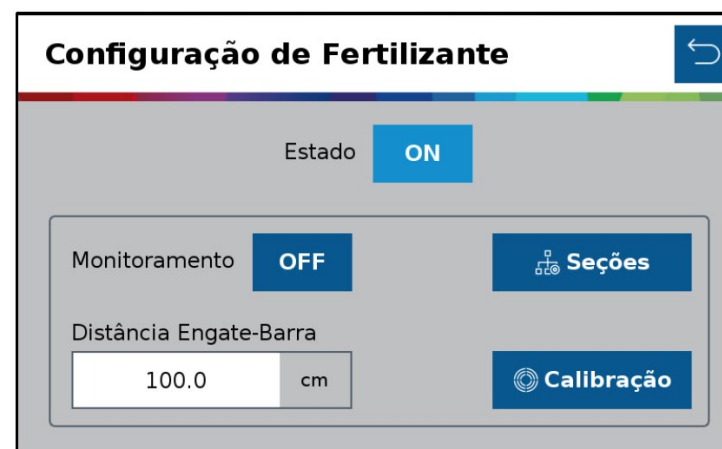 Configuração de Fertilizante
Estado ON
Monitoramento OFF Seções
Distância Engate-Barra
100.0 cm Calibração